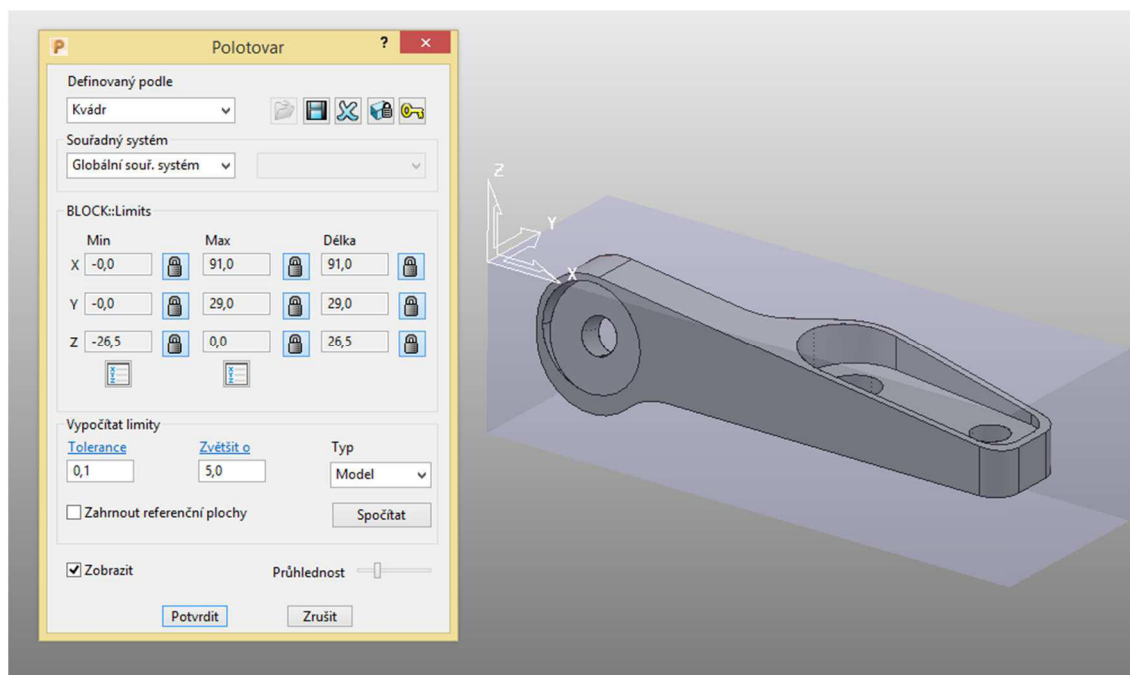 Polotovar
?
Definovaný podle
Kvádr
Souřadný systém
Globální souř. systém
BLOCK::Limits
Min Max Délka
X -0,0 91,0 91,0
Y -0,0 29,0 29,0
Z -26,5 0,0 26,5
Vypočítat limity
Tolerance Zvětšit o Typ
0,1 5,0 Model
Zahrnout referenční plochy Spočítat
Zobrazit Průhlednost
Potvrdit Zrušit
Z
Y
X